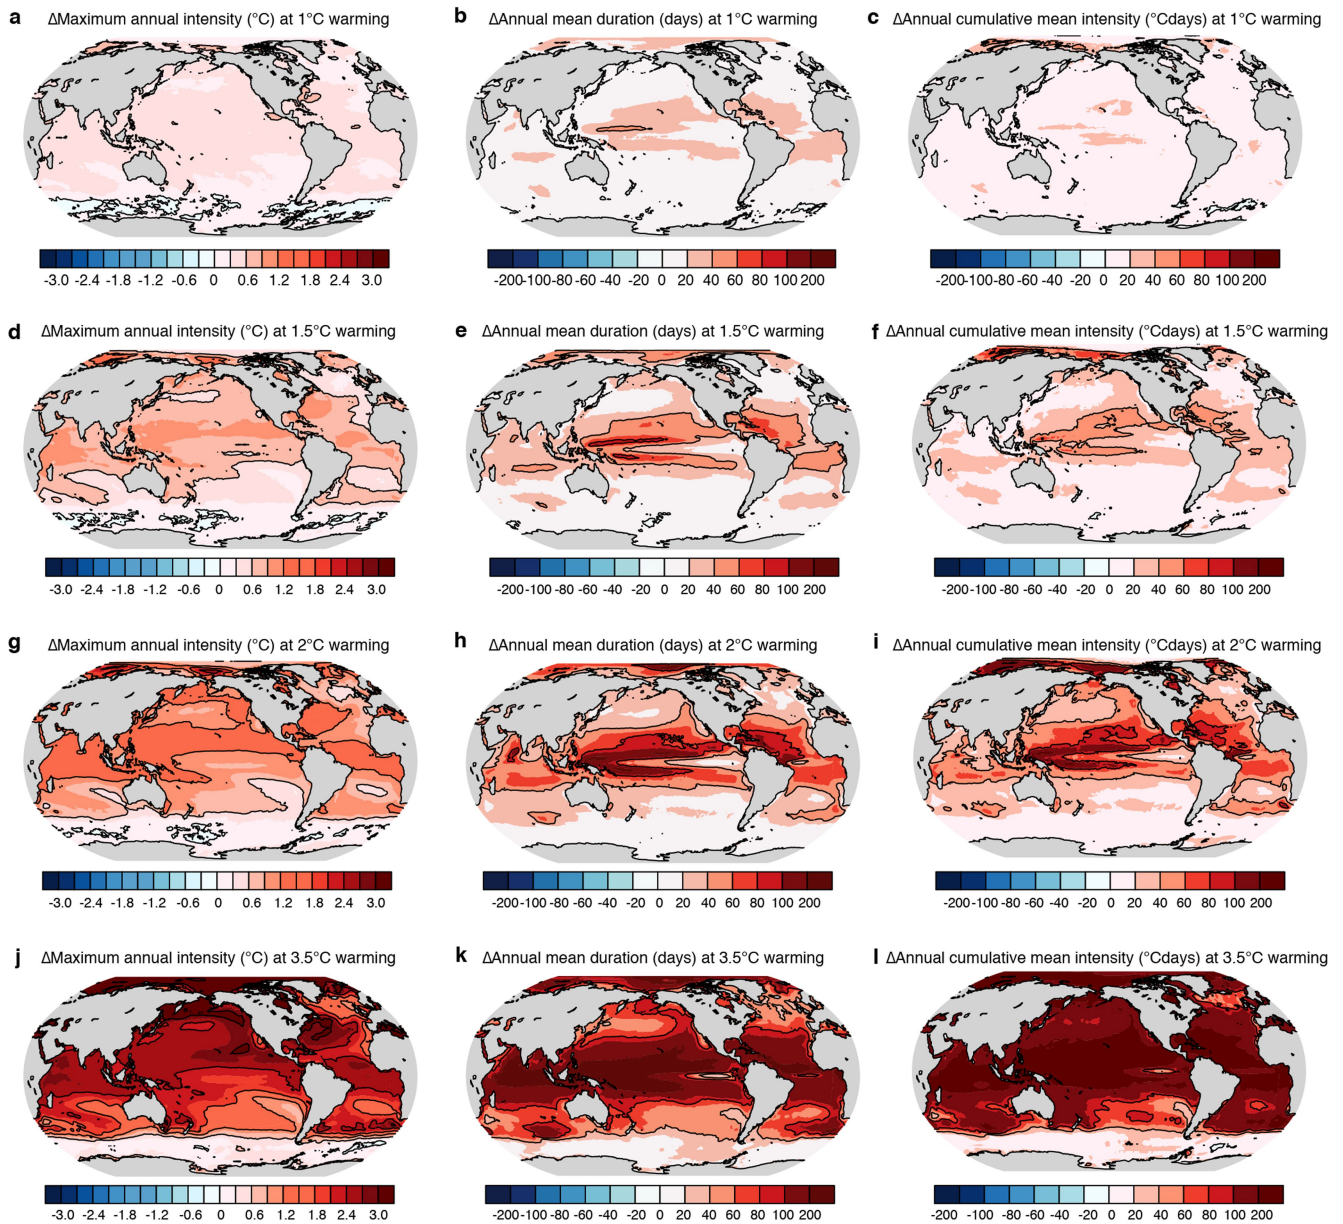 a ΔMaximum annual intensity (°C) at 1°C warming
b ΔAnnual mean duration (days) at 1°C warming
c ΔAnnual cumulative mean intensity (°Cdays) at 1°C warming
-3.0 -2.4 -1.8 -1.2 -0.6 0 0.6 1.2 1.8 2.4 3.0
-200 -100 -80 -60 -40 -20 0 20 40 60 80 100 200
-200 -100 -80 -60 -40 -20 0 20 40 60 80 100 200
d ΔMaximum annual intensity (°C) at 1.5°C warming
e ΔAnnual mean duration (days) at 1.5°C warming
f ΔAnnual cumulative mean intensity (°Cdays) at 1.5°C warming
-3.0 -2.4 -1.8 -1.2 -0.6 0 0.6 1.2 1.8 2.4 3.0
-200 -100 -80 -60 -40 -20 0 20 40 60 80 100 200
-200 -100 -80 -60 -40 -20 0 20 40 60 80 100 200
g ΔMaximum annual intensity (°C) at 2°C warming
h ΔAnnual mean duration (days) at 2°C warming
i ΔAnnual cumulative mean intensity (°Cdays) at 2°C warming
-3.0 -2.4 -1.8 -1.2 -0.6 0 0.6 1.2 1.8 2.4 3.0
-200 -100 -80 -60 -40 -20 0 20 40 60 80 100 200
-200 -100 -80 -60 -40 -20 0 20 40 60 80 100 200
j ΔMaximum annual intensity (°C) at 3.5°C warming
k ΔAnnual mean duration (days) at 3.5°C warming
l ΔAnnual cumulative mean intensity (°Cdays) at 3.5°C warming
-3.0 -2.4 -1.8 -1.2 -0.6 0 0.6 1.2 1.8 2.4 3.0
-200 -100 -80 -60 -40 -20 0 20 40 60 80 100 200
-200 -100 -80 -60 -40 -20 0 20 40 60 80 100 200